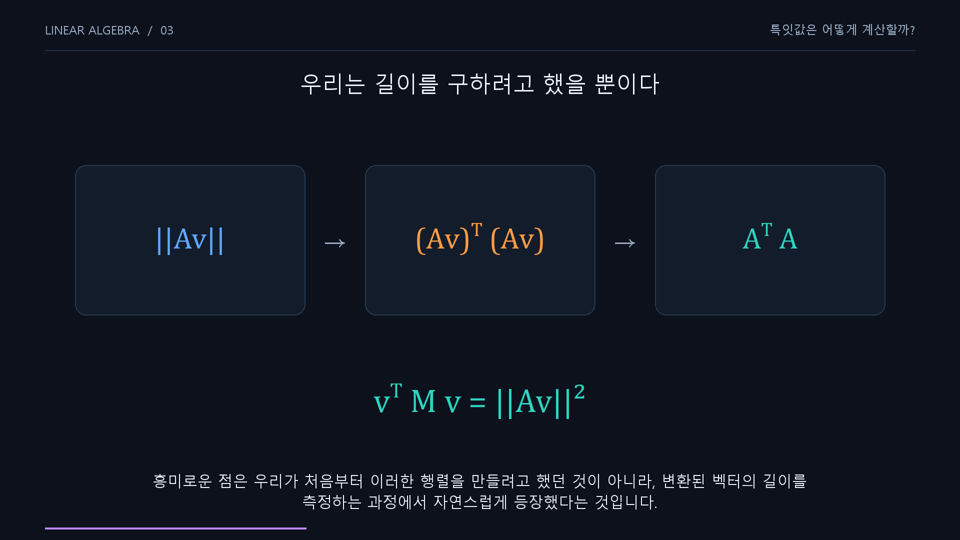 LINEAR ALGEBRA / 03
특잇값은 어떻게 계산할까?
우리는 길이를 구하려고 했을 뿐이다
||Av|| → (Av)ᵀ (Av) → Aᵀ A
vᵀ M v = ||Av||²
흥미로운 점은 우리가 처음부터 이러한 행렬을 만들려고 했던 것이 아니라, 변환된 벡터의 길이를
측정하는 과정에서 자연스럽게 등장했다는 것입니다.